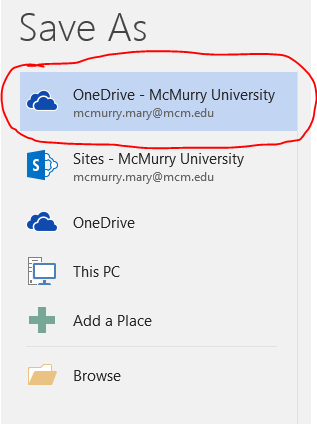 Save As
OneDrive - McMurry University
mcmurry.mary@mcm.edu
Sites - McMurry University
mcmurry.mary@mcm.edu
OneDrive
This PC
Add a Place
Browse